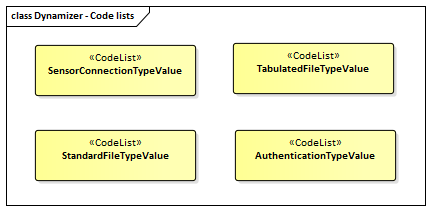 class Dynamizer - Code lists
«CodeList»
SensorConnectionTypeValue
«CodeList»
TabulatedFileTypeValue
«CodeList»
StandardFileTypeValue
«CodeList»
AuthenticationTypeValue